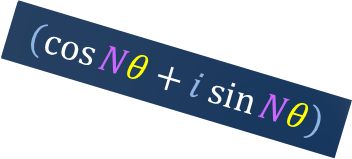 (cos Nθ + i sin Nθ)